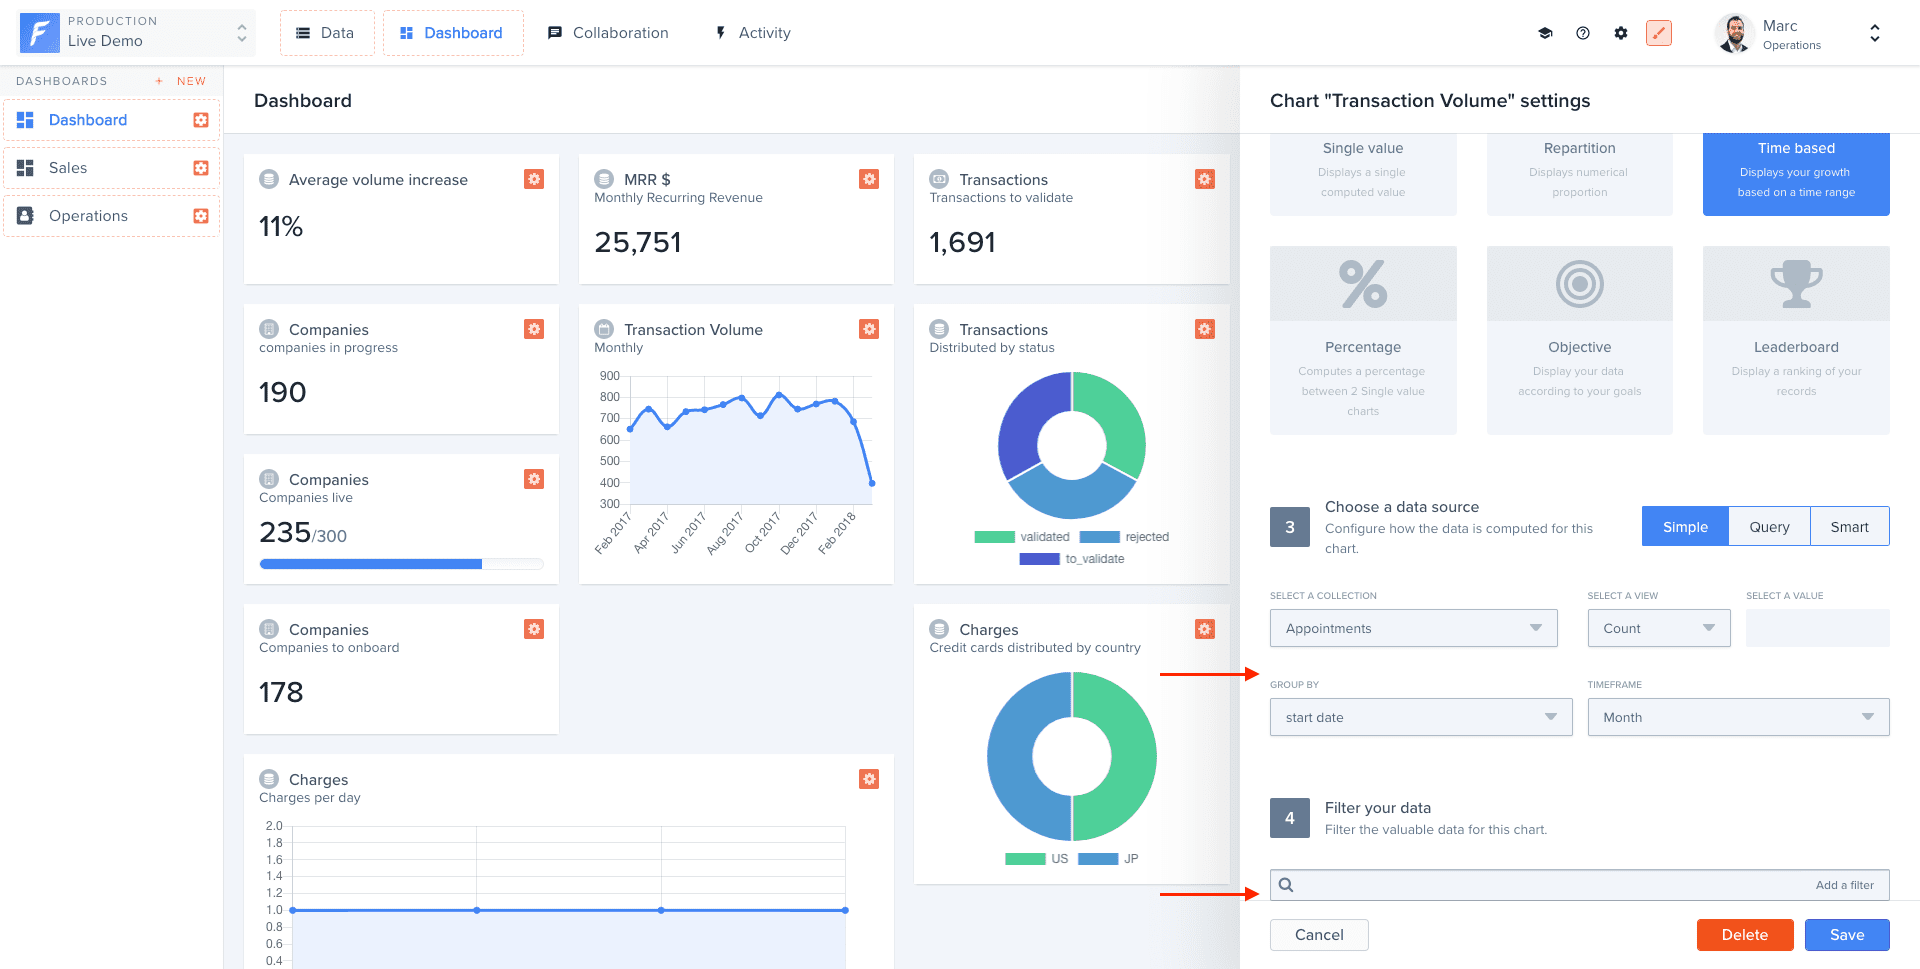 PRODUCTION
Live Demo
Data
Dashboard
Collaboration
Activity
Marc
Operations
DASHBOARDS
+ NEW
Dashboard
Sales
Operations
Dashboard
Average volume increase
11%
MRR $
Monthly Recurring Revenue
25,751
Transactions
Transactions to validate
1,691
Companies
companies in progress
190
Companies
Companies live
235/300
Transaction Volume
Monthly
900
800
700
600
500
400
300
Feb 2017
Apr 2017
Jun 2017
Aug 2017
Oct 2017
Dec 2017
Feb 2018
Transactions
Distributed by status
validated
rejected
to_validate
Companies
Companies to onboard
178
Charges
Credit cards distributed by country
US
JP
Charges
Charges per day
2.0
1.8
1.6
1.4
1.2
1.0
0.8
0.6
0.4
Chart "Transaction Volume" settings
Single value
Displays a single
computed value
Repartition
Displays numerical
proportion
Time based
Displays your growth
based on a time range
Percentage
Computes a percentage
between 2 Single value
charts
Objective
Display your data
according to your goals
Leaderboard
Display a ranking of your
records
3
Choose a data source
Configure how the data is computed for this
chart.
Simple
Query
Smart
SELECT A COLLECTION
Appointments
SELECT A VIEW
Count
SELECT A VALUE
GROUP BY
start date
TIMEFRAME
Month
4
Filter your data
Filter the valuable data for this chart.
Add a filter
Cancel
Delete
Save